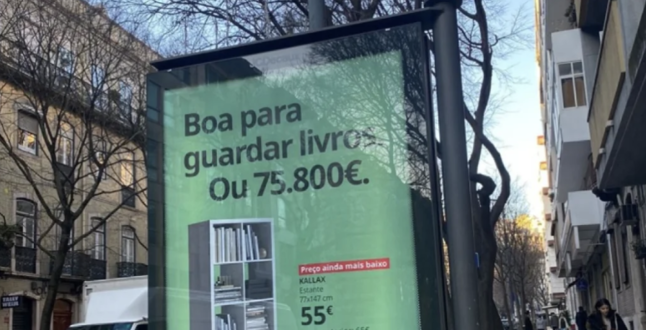 Boa para
guardar livros.
Ou 75.800€.
Preço ainda mais baixo
KALLAX
Estante
77x147 cm
55€